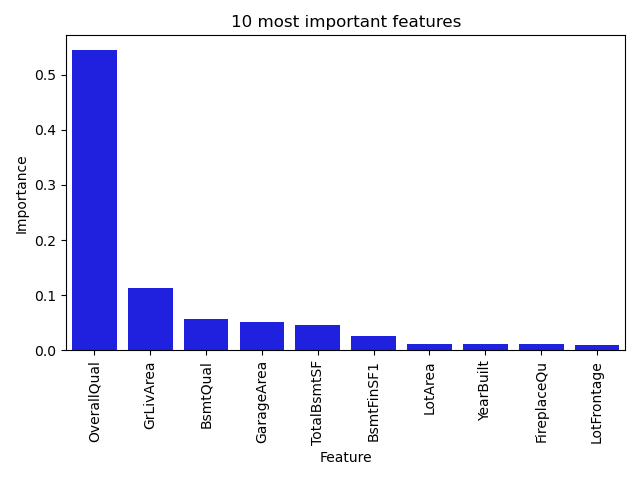 10 most important features
Importance
0.5
0.4
0.3
0.2
0.1
0.0
OverallQual
GrLivArea
BsmtQual
GarageArea
TotalBsmtSF
BsmtFinSF1
LotArea
YearBuilt
FireplaceQu
LotFrontage
Feature